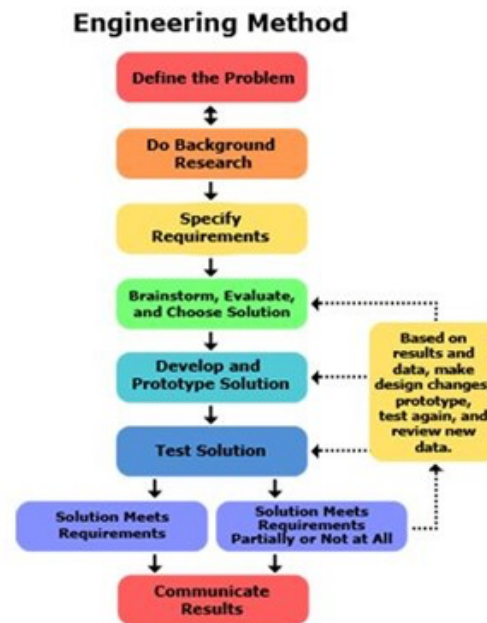 Engineering Method
Define the Problem
Do Background
Research
Specify
Requirements
Brainstorm, Evaluate,
and Choose Solution
Develop and
Prototype Solution
Test Solution
Based on
results and
data, make
design changes,
prototype,
test again, and
review new
data.
Solution Meets
Requirements
Solution Meets
Requirements
Partially or Not at All
Communicate
Results